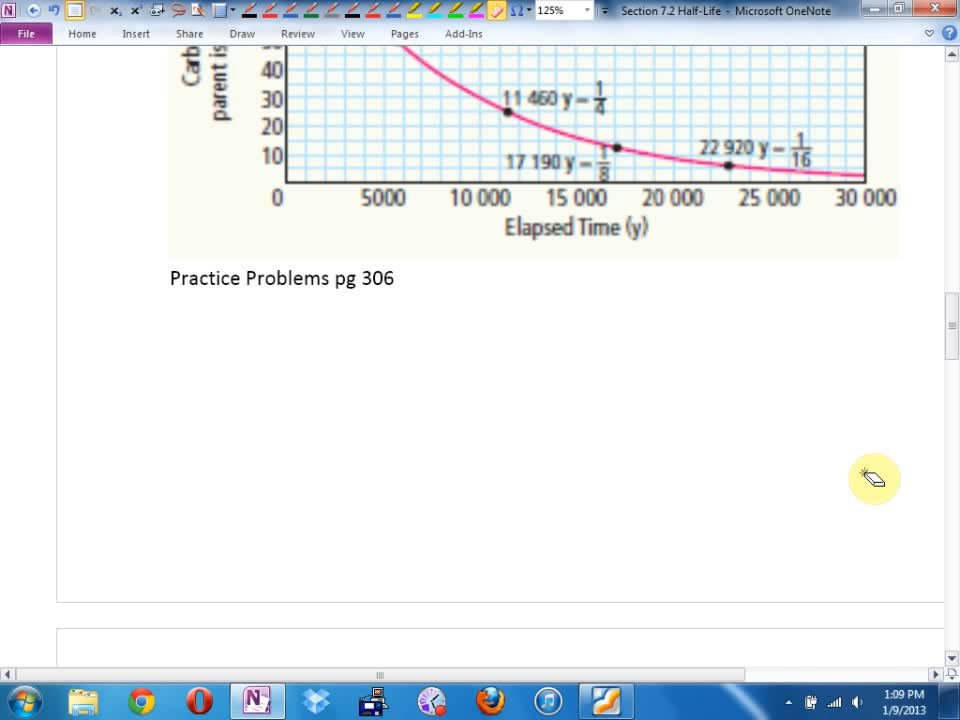 125%
Section 7.2 Half-Life - Microsoft OneNote
File Home Insert Share Draw Review View Pages Add-Ins
Carb
parent is
40
30
20
10
11 460 y – 1/4
17 190 y – 1/8
22 920 y – 1/16
0 5000 10 000 15 000 20 000 25 000 30 000
Elapsed Time (y)
Practice Problems pg 306
1:09 PM
1/9/2013